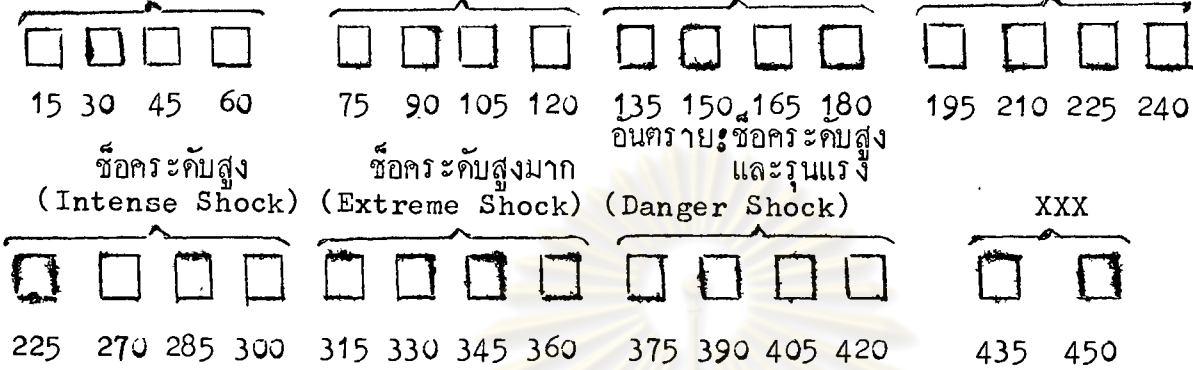 15 30 45 60 75 90 105 120 135 150 165 180 195 210 225 240
อันตราย:ช็อคระดับสูง
ช็อคระดับสูง ช็อคระดับสูงมาก และรุนแรง
(Intense Shock) (Extreme Shock) (Danger Shock) XXX
225 270 285 300 315 330 345 360 375 390 405 420 435 450